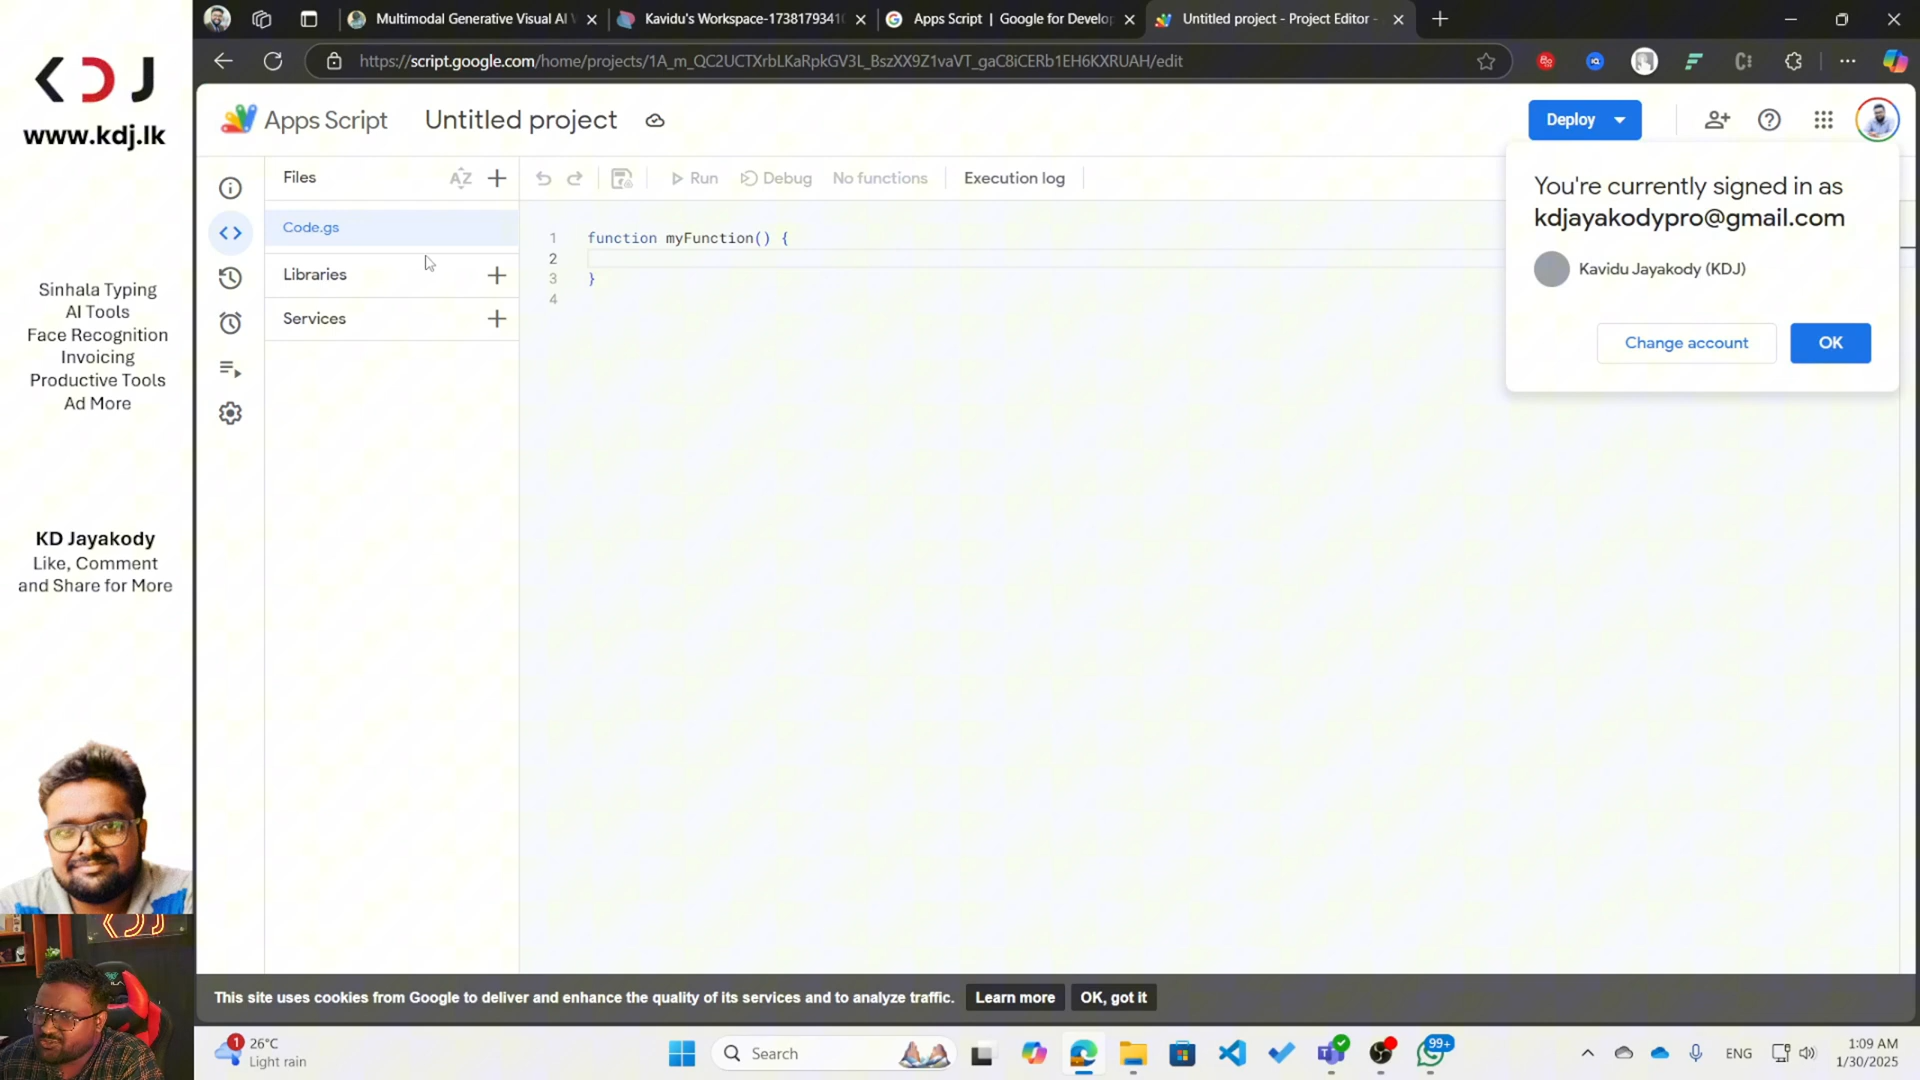 KDJ
www.kdj.lk
Sinhala Typing
AI Tools
Face Recognition
Invoicing
Productive Tools
Ad More
KD Jayakody
Like, Comment
and Share for More
KDJ
Multimodal Generative Visual AI
Kavidu's Workspace-1738179341
Apps Script | Google for Develop
Untitled project - Project Editor -
https://script.google.com/home/projects/1A_m_QC2UCTXrbLKaRpkGV3L_BszXX9Z1vaVT_gaC8iCERb1EH6KXRUAH/edit
Apps Script
Untitled project
Deploy
Files
AZ
Run
Debug
No functions
Execution log
Code.gs
Libraries
Services
1 function myFunction() {
2
3 }
4
You're currently signed in as
kdjayakodypro@gmail.com
Kavidu Jayakody (KDJ)
Change account
OK
This site uses cookies from Google to deliver and enhance the quality of its services and to analyze traffic.
Learn more
OK, got it
1
26°C
Light rain
Search
99+
ENG
1:09 AM
1/30/2025